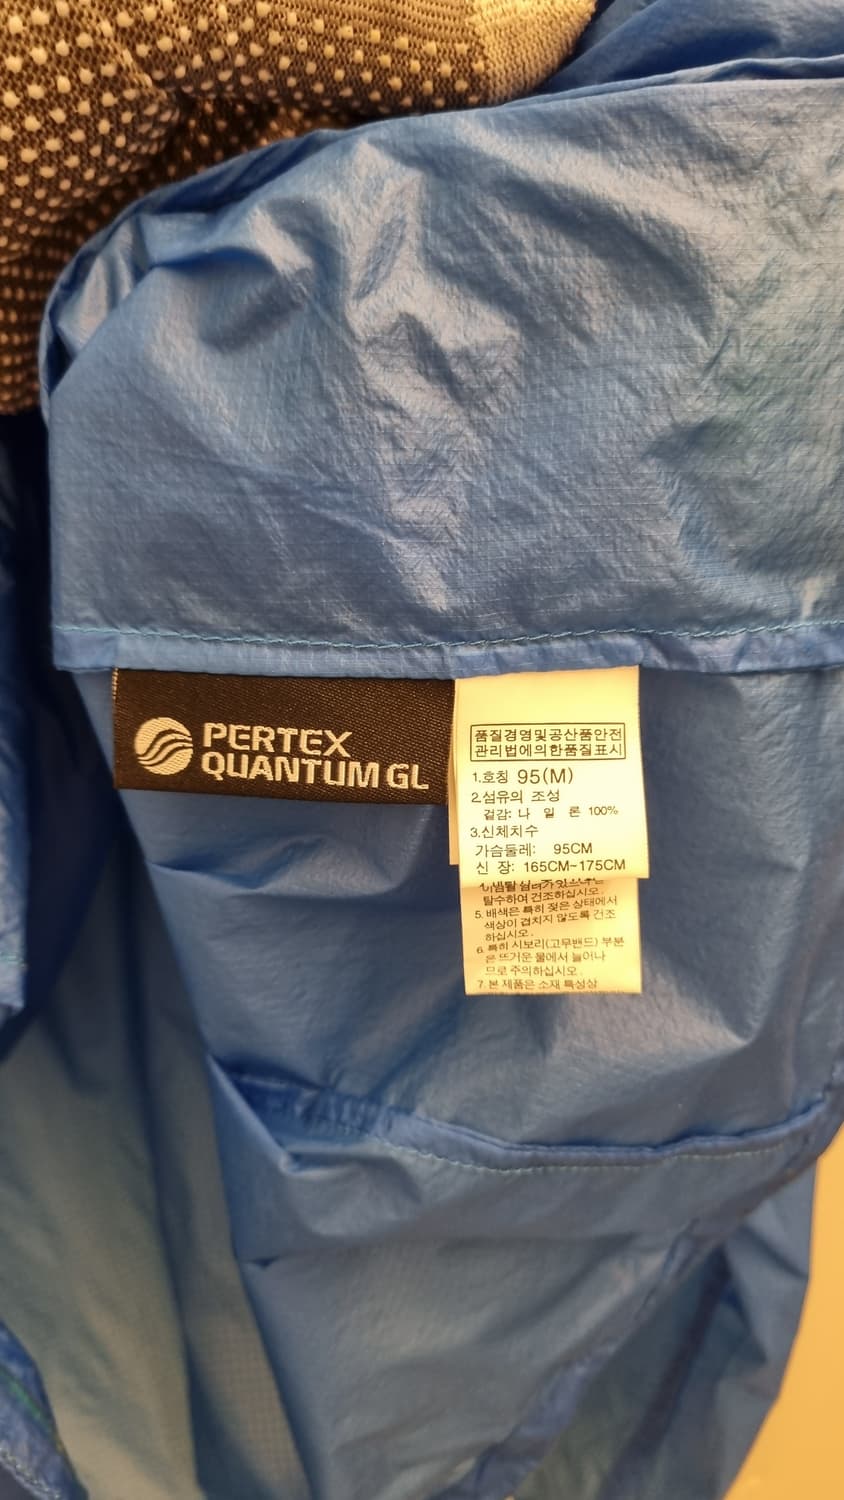 PERTEX
QUANTUM GL
품질경영및공산품안전
관리법에의한품질표시
1.호칭 95(M)
2.섬유의 조성
겉감: 나 일 론 100%
3.신체치수
가슴둘레: 95CM
신 장: 165CM~175CM
탈수하여 건조하십시오.
5. 배색은 특히 젖은 상태에서
색상이 겹치지 않도록 건조
하십시오.
6. 특히 시보리(고무밴드) 부분
은 뜨거운 물에서 늘어나
므로 주의하십시오.
7. 본 제품은 소재 특성상